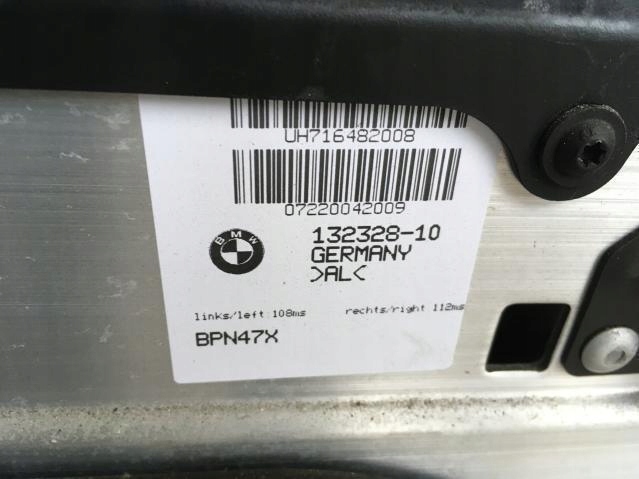 UH716482008
07220042009
BMW
132328-10
GERMANY
>AL<
links/left:108ms rechts/right 112ms
BPN47X